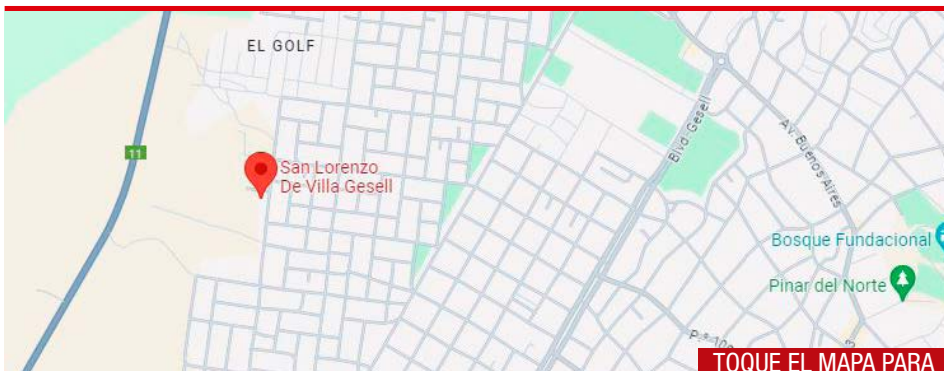 EL GOLF
11
San Lorenzo
De Villa Gesell
Blvd. Gesell
Av. Buenos Aires
Bosque Fundacional
Pinar del Norte
3
TOQUE EL MAPA PARA